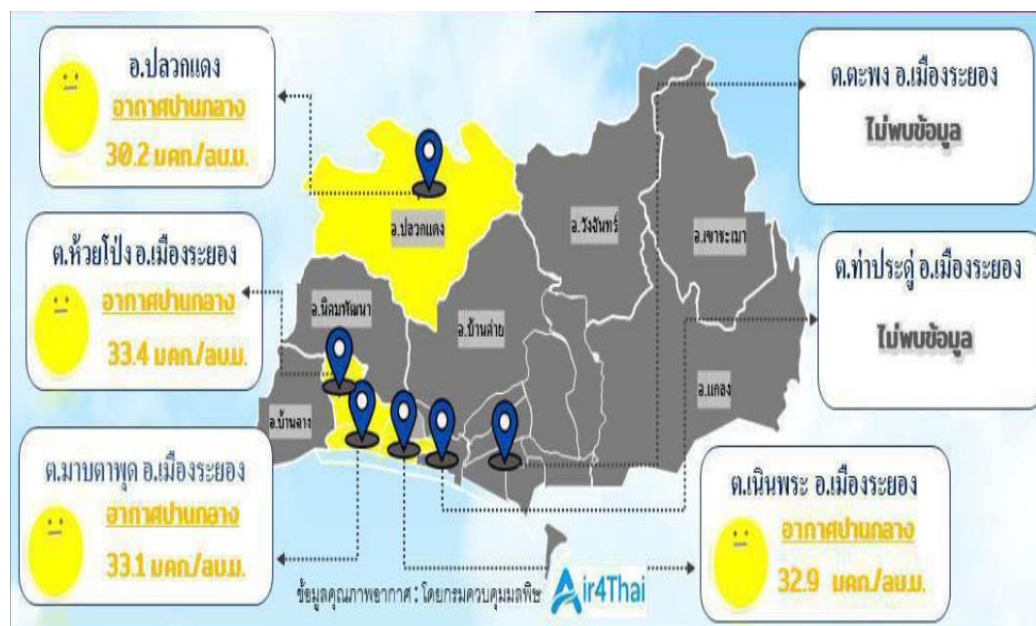 อ.ปลวกแดง
อากาศปานกลาง
30.2 มคก./ลบ.ม.
ต.ห้วยโป่ง อ.เมืองระยอง
อากาศปานกลาง
33.4 มคก./ลบ.ม.
ต.มาบตาพุด อ.เมืองระยอง
อากาศปานกลาง
33.1 มคก./ลบ.ม.
อ.ปลวกแดง
อ.วังจันทร์
อ.เขาชะเมา
อ.นิคมพัฒนา
อ.บ้านค่าย
อ.แกลง
อ.บ้านฉาง
ต.ตะพง อ.เมืองระยอง
ไม่พบข้อมูล
ต.ท่าประดู่ อ.เมืองระยอง
ไม่พบข้อมูล
ต.เนินพระ อ.เมืองระยอง
อากาศปานกลาง
32.9 มคก./ลบ.ม.
ข้อมูลคุณภาพอากาศ : โดยกรมควบคุมมลพิษ Air4Thai